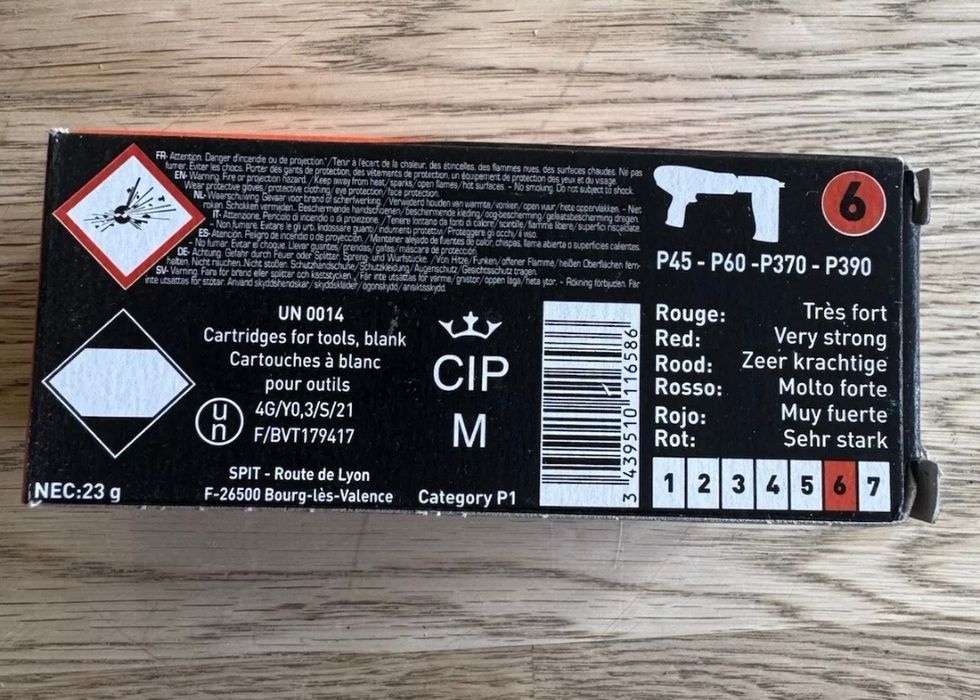 FR- Attention. Danger d'incendie ou de projection. /Tenir à l'écart de la chaleur, des étincelles, des flammes nues, des surfaces chaudes. Ne pas
fumer. Eviter les chocs. Porter des gants de protection, des vêtements de protection, un équipement de protection des yeux et du visage.
EN- Warning. Fire or projection hazard. / Keep away from heat/sparks/open flames/hot surfaces. - No smoking. Do not subject to shock.
Wear protective gloves/protective clothing/eye protection/face protection.
NL- Waarschuwing. Gevaar voor brand of scherfwerking. / Verwijderd houden van warmte/vonken/open vuur/hete oppervlakken. - Niet
roken. Schokken vermijden. Beschermende handschoenen/beschermende kleding/oog-bescherming/gelaatsbescherming dragen.
IT- Attenzione. Pericolo di incendio o di proiezione. /Tenere lontano da fonti di calore/scintille/fiamme libere/superfici riscaldate.
- Non fumare. Evitare le gli urti. Indossare guanti/indumenti protettivi/Proteggere gli occhi/il viso.
ES- Atención. Peligro de incendio o de proyección. / Mantener alejado de fuentes de calor, chispas, llama abierta o superficies calientes.
- No fumar. Evitar el choque. Llevar guantes/prendas/gafas/máscara de protección.
DE- Achtung. Gefahr durch Feuer oder Splitter, Spreng- und Wurfstücke. / Von Hitze/Funken/offener Flamme/heißen Oberflächen fern-
halten. Nicht rauchen. Nicht stoßen. Schutzhandschuhe/Schutzkleidung/Augenschutz/Gesichtsschutz tragen.
SV- Varning. Fara för brand eller splitter och kaststycken. / Får inte utsättas för värme/gnistor/öppen låga/heta ytor. - Rökning förbjuden. Får
inte utsättas för stötar. Använd skyddshandskar/skyddskläder/ögonskydd/ansiktsskydd.
6
P45 - P60 -P370 - P390
UN 0014
Cartridges for tools, blank
Cartouches à blanc
pour outils
u
n
4G/Y0,3/S/21
F/BVT179417
SPIT - Route de Lyon
F-26500 Bourg-lès-Valence
NEC:23 g
CIP
M
Category P1
3 439510 116586
Rouge: Très fort
Red: Very strong
Rood: Zeer krachtige
Rosso: Molto forte
Rojo: Muy fuerte
Rot: Sehr stark
1 2 3 4 5 6 7